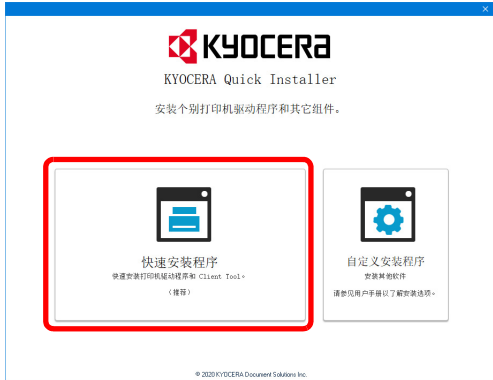 KYOCERA
KYOCERA Quick Installer
安装个别打印机驱动程序和其它组件。
快速安装程序
快速安装打印机驱动程序和 Client Tool。
（推荐）
自定义安装程序
安装其他软件
请参见用户手册以了解安装选项。
© 2020 KYOCERA Document Solutions Inc.